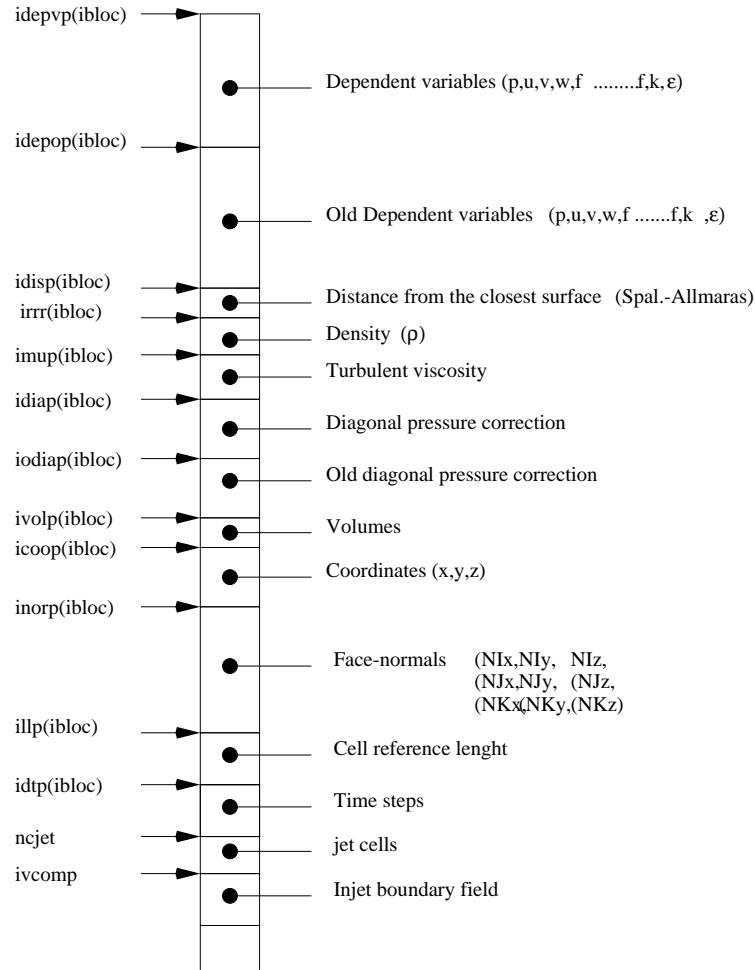 idepvp(ibloc)
Dependent variables (p,u,v,w,f .........f,k,ε)
idepop(ibloc)
Old Dependent variables (p,u,v,w,f .......f,k ,ε)
idisp(ibloc)
Distance from the closest surface (Spal.-Allmaras)
irrr(ibloc)
Density (ρ)
imup(ibloc)
Turbulent viscosity
idiap(ibloc)
Diagonal pressure correction
iodiap(ibloc)
Old diagonal pressure correction
ivolp(ibloc)
Volumes
icoop(ibloc)
Coordinates (x,y,z)
inorp(ibloc)
Face-normals (NIx,NIy, NIz,
(NJx,NJy, (NJz,
(NKx,(NKy,(NKz)
illp(ibloc)
Cell reference lenght
idtp(ibloc)
Time steps
ncjet
jet cells
ivcomp
Injet boundary field